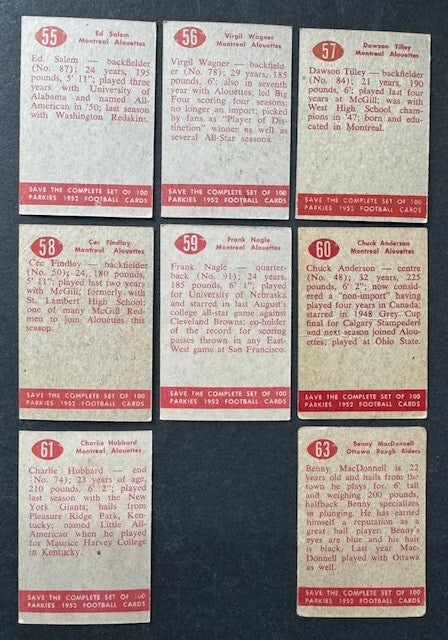 55
Ed Salem
Montreal Alouettes
Ed Salem — backfielder
(No. 87); 24 years, 195
pounds, 5' 11"; played
three years with University of
Alabama and named All-
American in '50; last season
with Washington Redskins.
SAVE THE COMPLETE SET OF 100
PARKIES 1952 FOOTBALL CARDS
56
Virgil Wagner
Montreal Alouettes
Virgil Wagner — backfield-
er (No. 78); 29 years, 185
pounds, 6'; also in seventh
year with Alouettes; led Big
Four scoring four seasons;
no longer an import; picked
by fans as "Player of Dis-
tinction" winner as well as
several All-Star seasons.
SAVE THE COMPLETE SET OF 100
PARKIES 1952 FOOTBALL CARDS
57
Dawson Tilley
Montreal Alouettes
Dawson Tilley — backfielder
(No. 84); 21 years, 190
pounds, 6'; played last four
years at McGill; was with
West High School cham-
pions in '47; born and edu-
cated in Montreal.
SAVE THE COMPLETE SET OF 100
PARKIES 1952 FOOTBALL CARDS
58
Cec Findlay
Montreal Alouettes
Cec Findlay — backfielder
(No. 50); 24, 180 pounds,
5' 11"; played last two years
with McGill; formerly with
St. Lambert High School;
one of many McGill Red-
men to join Alouettes this
season.
SAVE THE COMPLETE SET OF 100
PARKIES 1952 FOOTBALL CARDS
59
Frank Nagle
Montreal Alouettes
Frank Nagle — quarter-
back (No. 91); 24 years,
185 pounds, 6' 1"; played
for University of Nebraska
and starred in last August's
college all-star game against
Cleveland Browns; co-holder
of the record for scoring
passes thrown in any East-
West game at San Francisco.
SAVE THE COMPLETE SET OF 100
PARKIES 1952 FOOTBALL CARDS
60
Chuck Anderson
Montreal Alouettes
Chuck Anderson — centre
(No. 48); 32 years, 225
pounds, 6'; now considered
a "non-import" having
played four years in Canada;
starred in 1948 Grey Cup
final for Calgary Stampeders
and next season joined Alou-
ettes; played at Ohio State.
SAVE THE COMPLETE SET OF 100
PARKIES 1952 FOOTBALL CARDS
61
Charlie Hubbard
Montreal Alouettes
Charlie Hubbard — end
(No. 74); 23 years of age,
210 pounds, 6' 2"; played
last season with the New
York Giants, hails from
Pleasure Ridge Park, Ken-
tucky; named Little All-
American when he played
for Maurice Harvey College
in Kentucky.
SAVE THE COMPLETE SET OF 100
PARKIES 1952 FOOTBALL CARDS
63
Benny MacDonnell
Ottawa Rough Riders
Benny MacDonnell is 22
years old and hails from the
town he plays for. 6' tall
and weighing 200 pounds,
halfback Benny specializes
in plunging. He has earned
himself a reputation as a
great ball player. Benny's
eyes are blue and his hair
is black. Last year Mac-
Donnell played with Ottawa
as well.
SAVE THE COMPLETE SET OF 100
PARKIES 1952 FOOTBALL CARDS